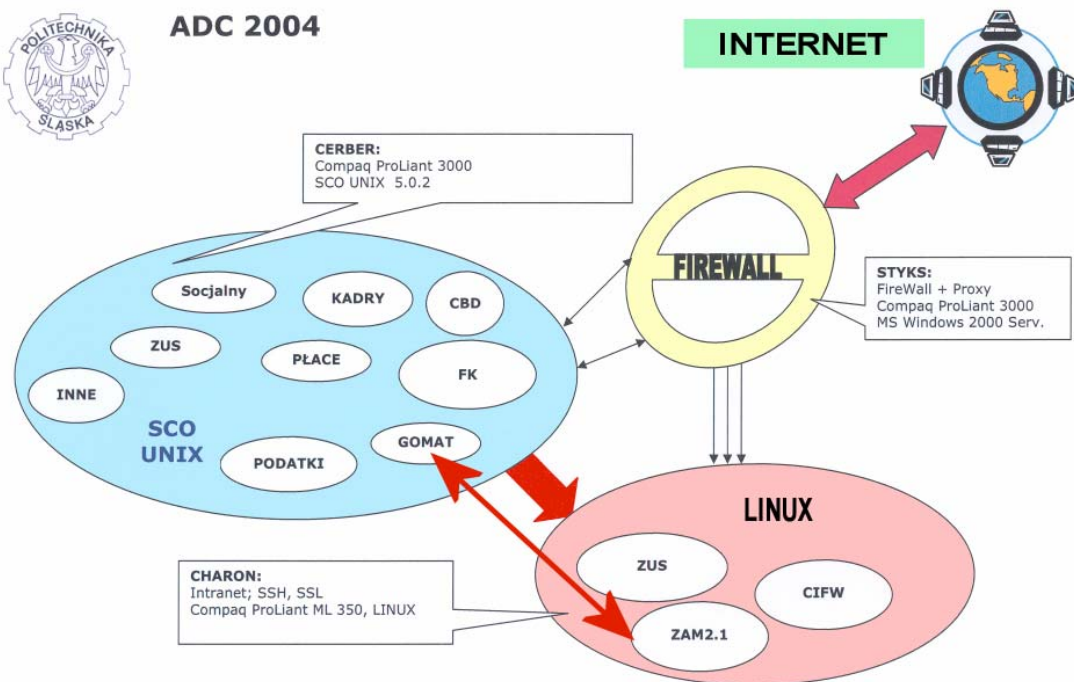 ADC 2004
POLITECHNIKA
ŚLĄSKA
INTERNET
CERBER:
Compaq ProLiant 3000
SCO UNIX 5.0.2
FIREWALL
STYKS:
FireWall + Proxy
Compaq ProLiant 3000
MS Windows 2000 Serv.
Socjalny
KADRY
CBD
ZUS
PŁACE
FK
INNE
SCO
UNIX
GOMAT
PODATKI
LINUX
CHARON:
Intranet; SSH, SSL
Compaq ProLiant ML 350, LINUX
ZUS
CIFW
ZAM2.1